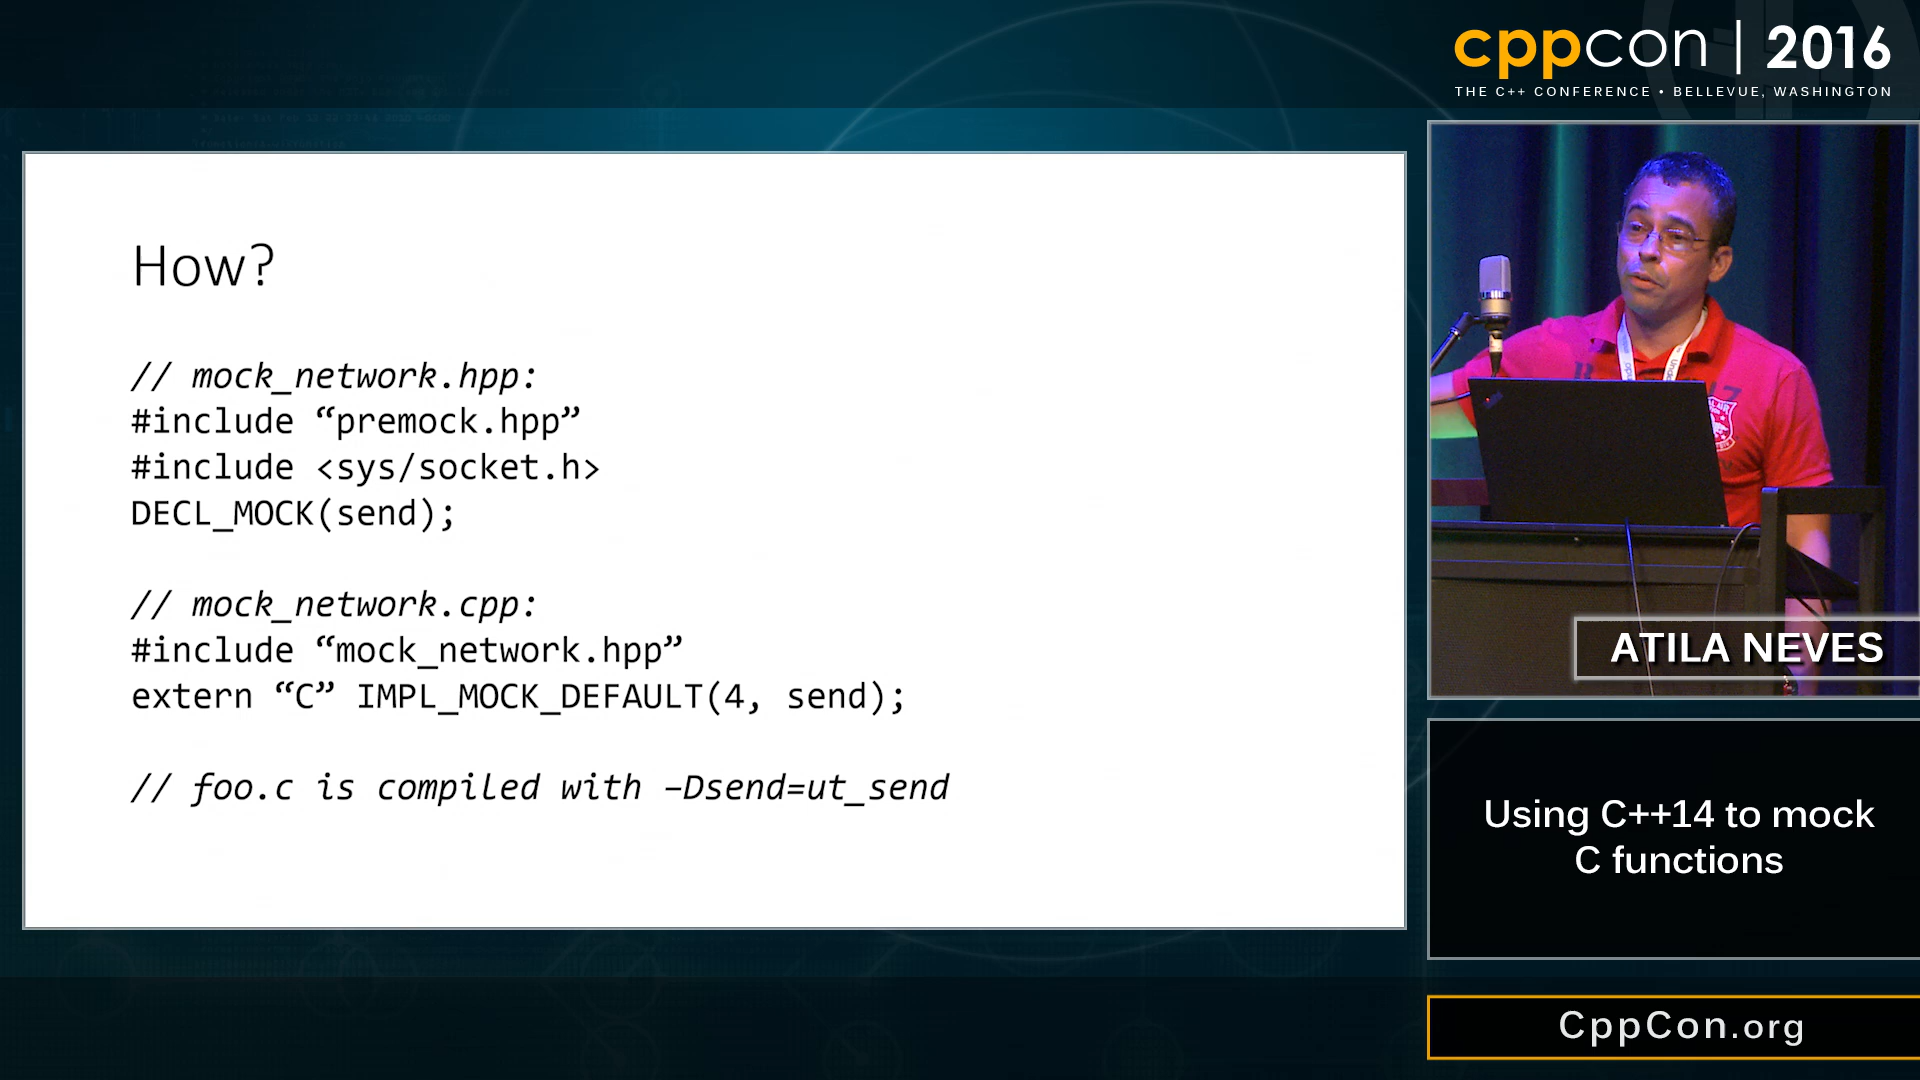 cppcon | 2016
THE C++ CONFERENCE • BELLEVUE, WASHINGTON
How?
// mock_network.hpp:
#include “premock.hpp”
#include <sys/socket.h>
DECL_MOCK(send);
// mock_network.cpp:
#include “mock_network.hpp”
extern “C” IMPL_MOCK_DEFAULT(4, send);
// foo.c is compiled with –Dsend=ut_send
ATILA NEVES
Using C++14 to mock
C functions
CppCon.org